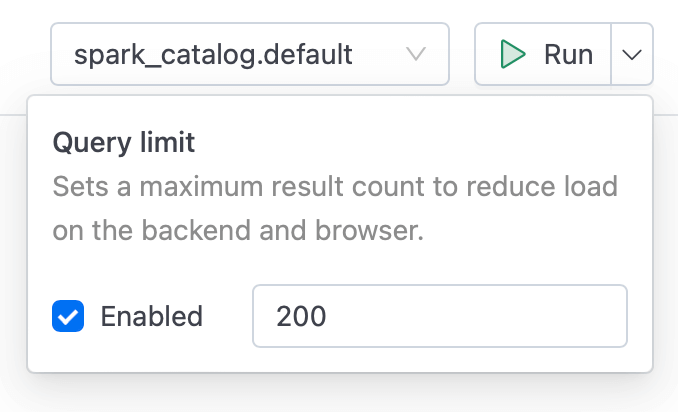 spark_catalog.default
Run
Query limit
Sets a maximum result count to reduce load
on the backend and browser.
Enabled
200